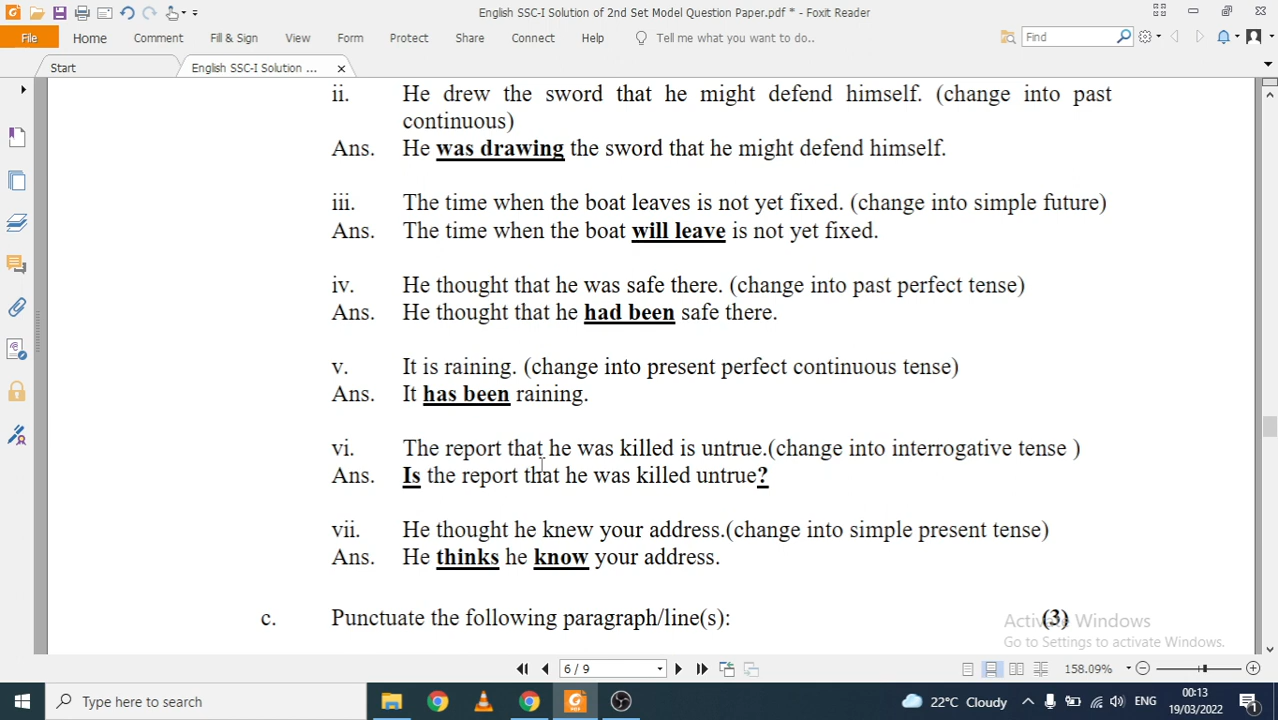 English SSC-I Solution of 2nd Set Model Question Paper.pdf * - Foxit Reader
File Home Comment Fill & Sign View Form Protect Share Connect Help Tell me what you want to do.. Find
Start English SSC-I Solution ...
ii. He drew the sword that he might defend himself. (change into past
continuous)
Ans. He was drawing the sword that he might defend himself.
iii. The time when the boat leaves is not yet fixed. (change into simple future)
Ans. The time when the boat will leave is not yet fixed.
iv. He thought that he was safe there. (change into past perfect tense)
Ans. He thought that he had been safe there.
v. It is raining. (change into present perfect continuous tense)
Ans. It has been raining.
vi. The report that he was killed is untrue.(change into interrogative tense )
Ans. Is the report that he was killed untrue?
vii. He thought he knew your address.(change into simple present tense)
Ans. He thinks he know your address.
c. Punctuate the following paragraph/line(s): (3)
Activate Windows
Go to Settings to activate Windows.
6 / 9 158.09%
Type here to search 22°C Cloudy ENG 00:13
19/03/2022 1